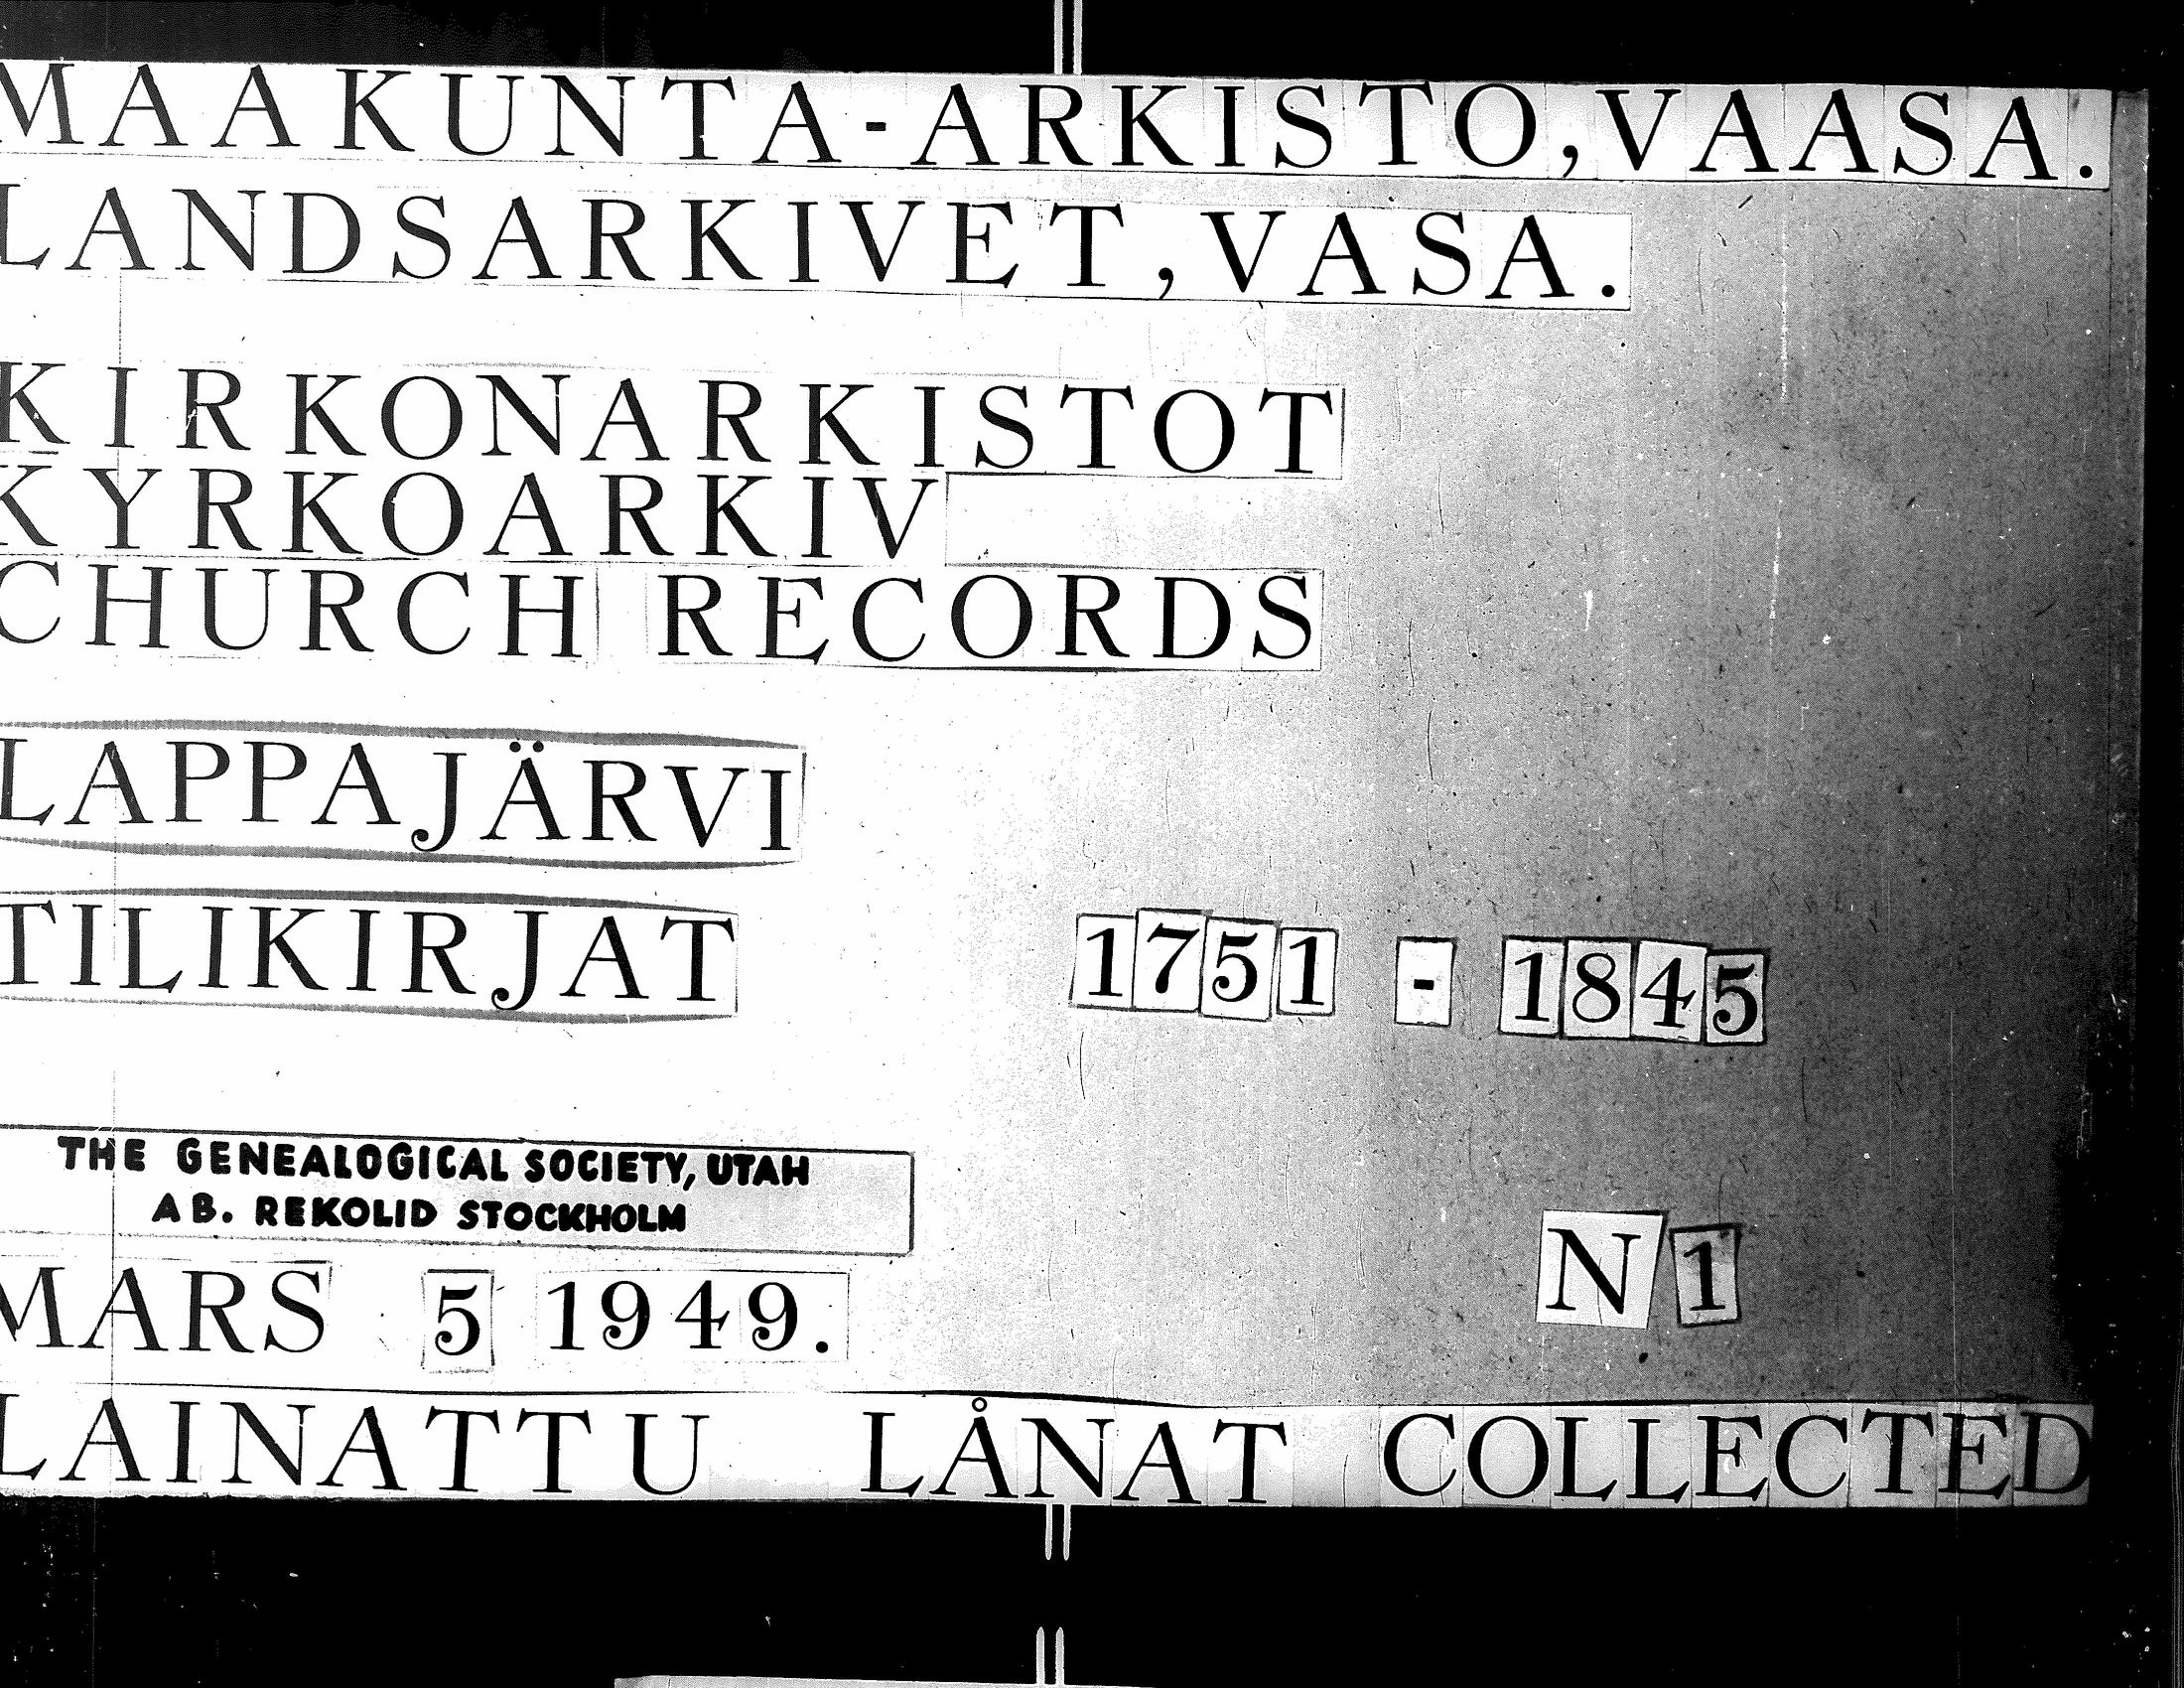 MAAKUNTA-ARKISTO, VAASA.
LANDSARKIVET, VASA.
KIRKONARKISTOT
KYRKOARKIV
CHURCH RECORDS
LAPPAJÄRVI
TILIKIRJAT 1751 - 1845
THE GENEALOGICAL SOCIETY, UTAH
AB. REKOLID STOCKHOLM
N 1
MARS 5 1949.
LAINATTU LÅNAT COLLECTED